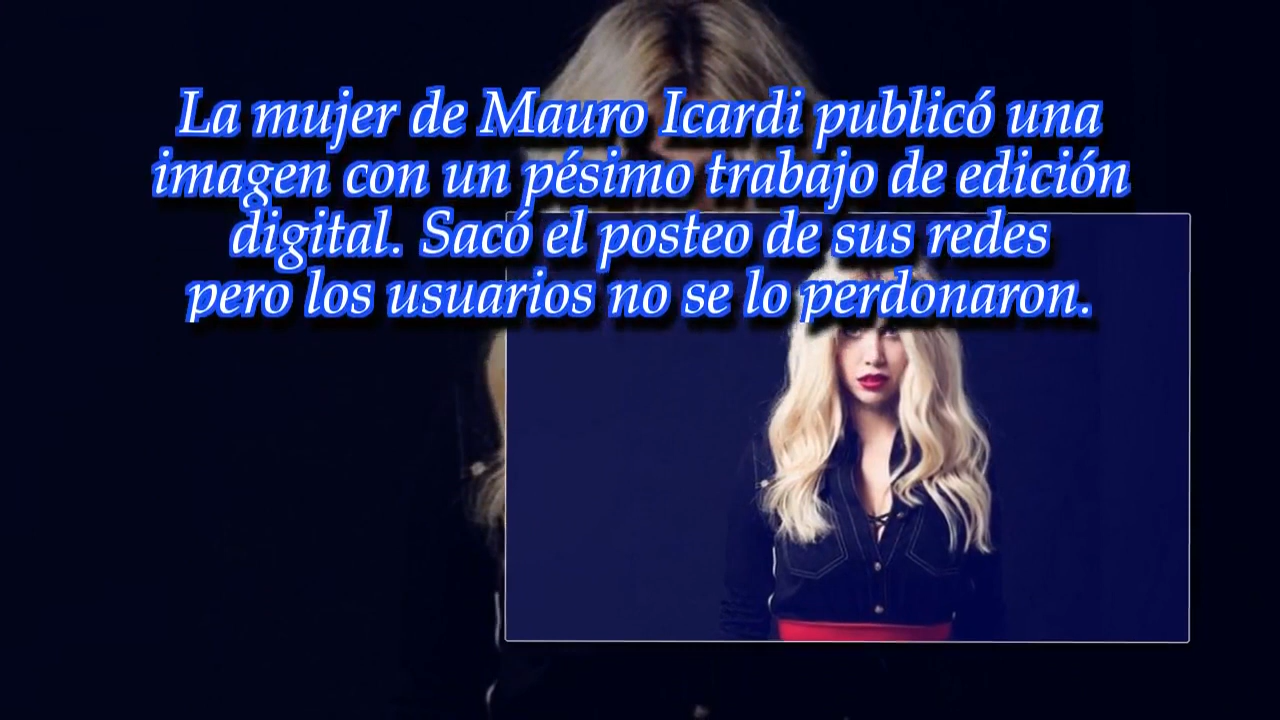 La mujer de Mauro Icardi publicó una
imagen con un pésimo trabajo de edición
digital. Sacó el posteo de sus redes
pero los usuarios no se lo perdonaron.